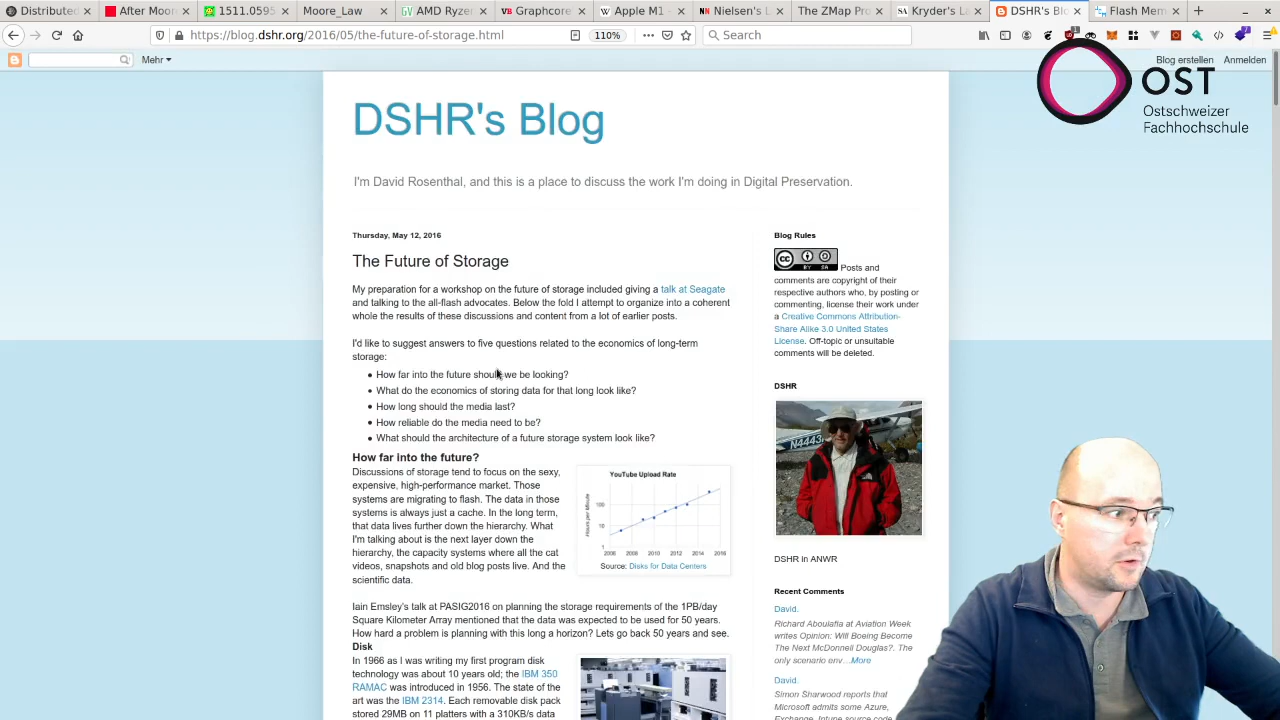 Distributed
After Moore
1511.0595
Moore_Law
AMD Ryzer
Graphcore
Apple M1 -
Nielsen's L
The ZMap Pro
Kryder's La
DSHR's Blo
Flash Mem
https://blog.dshr.org/2016/05/the-future-of-storage.html
110%
Search
Mehr
Blog erstellen
Anmelden
OST
Ostschweizer
Fachhochschule
DSHR's Blog
I'm David Rosenthal, and this is a place to discuss the work I'm doing in Digital Preservation.
Thursday, May 12, 2016
The Future of Storage
My preparation for a workshop on the future of storage included giving a talk at Seagate
and talking to the all-flash advocates. Below the fold I attempt to organize into a coherent
whole the results of these discussions and content from a lot of earlier posts.
I'd like to suggest answers to five questions related to the economics of long-term
storage:
How far into the future should we be looking?
What do the economics of storing data for that long look like?
How long should the media last?
How reliable do the media need to be?
What should the architecture of a future storage system look like?
How far into the future?
Discussions of storage tend to focus on the sexy,
expensive, high-performance market. Those
systems are migrating to flash. The data in those
systems is always just a cache. In the long term,
that data lives further down the hierarchy. What
I'm talking about is the next layer down the
hierarchy, the capacity systems where all the cat
videos, snapshots and old blog posts live. And the
scientific data.
YouTube Upload Rate
Hours per Minute
100
10
1
2006 2008 2010 2012 2014 2016
Source: Disks for Data Centers
Iain Emsley's talk at PASIG2016 on planning the storage requirements of the 1PB/day
Square Kilometer Array mentioned that the data was expected to be used for 50 years.
How hard a problem is planning with this long a horizon? Lets go back 50 years and see.
Disk
In 1966 as I was writing my first program disk
technology was about 10 years old; the IBM 350
RAMAC was introduced in 1956. The state of the
art was the IBM 2314. Each removable disk pack
stored 29MB on 11 platters with a 310KB/s data
Blog Rules
CC BY SA
Posts and
comments are copyright of their
respective authors who, by posting or
commenting, license their work under
a Creative Commons Attribution-
Share Alike 3.0 United States
License. Off-topic or unsuitable
comments will be deleted.
DSHR
N4443
DSHR in ANWR
Recent Comments
David.
Richard Aboulafia at Aviation Week
writes Opinion: Will Boeing Become
The Next McDonnell Douglas?. The
only scenario env…More
David.
Simon Sharwood reports that
Microsoft admits some Azure,
Exchange, Intune source code